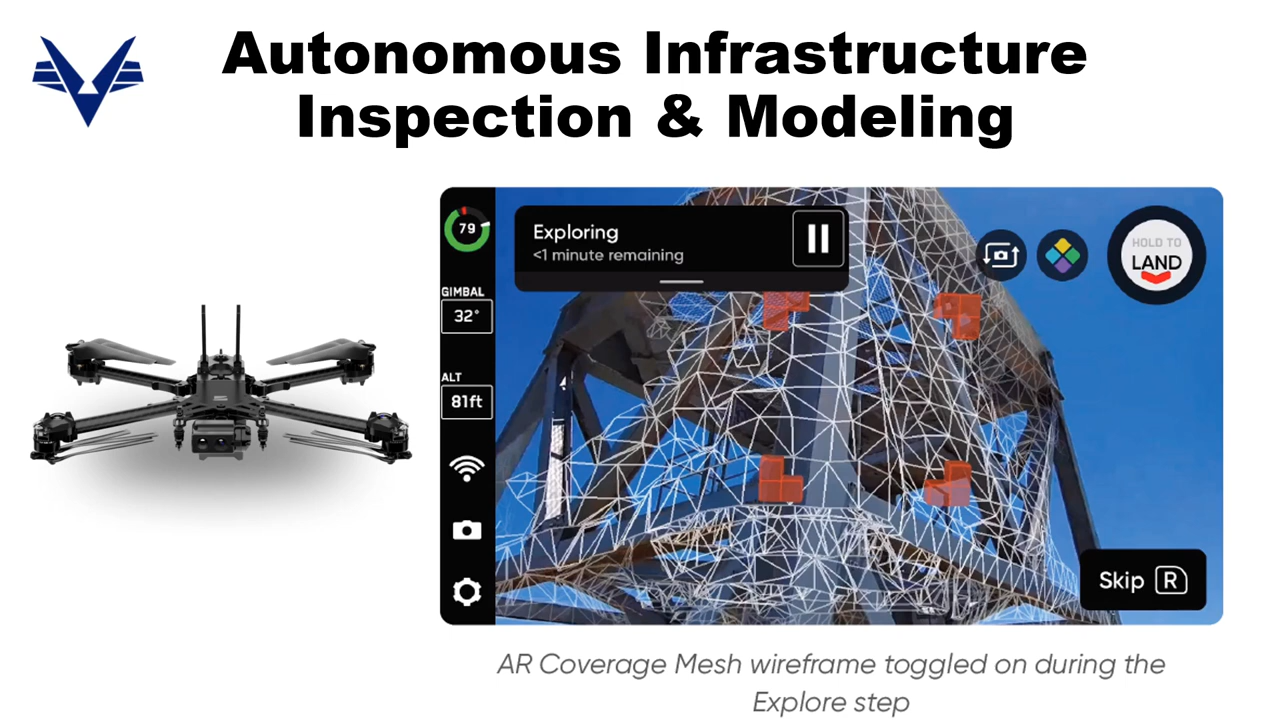 Autonomous Infrastructure
Inspection & Modeling
79
Exploring
<1 minute remaining
HOLD TO
LAND
GIMBAL
32°
ALT
81ft
Skip R
AR Coverage Mesh wireframe toggled on during the
Explore step